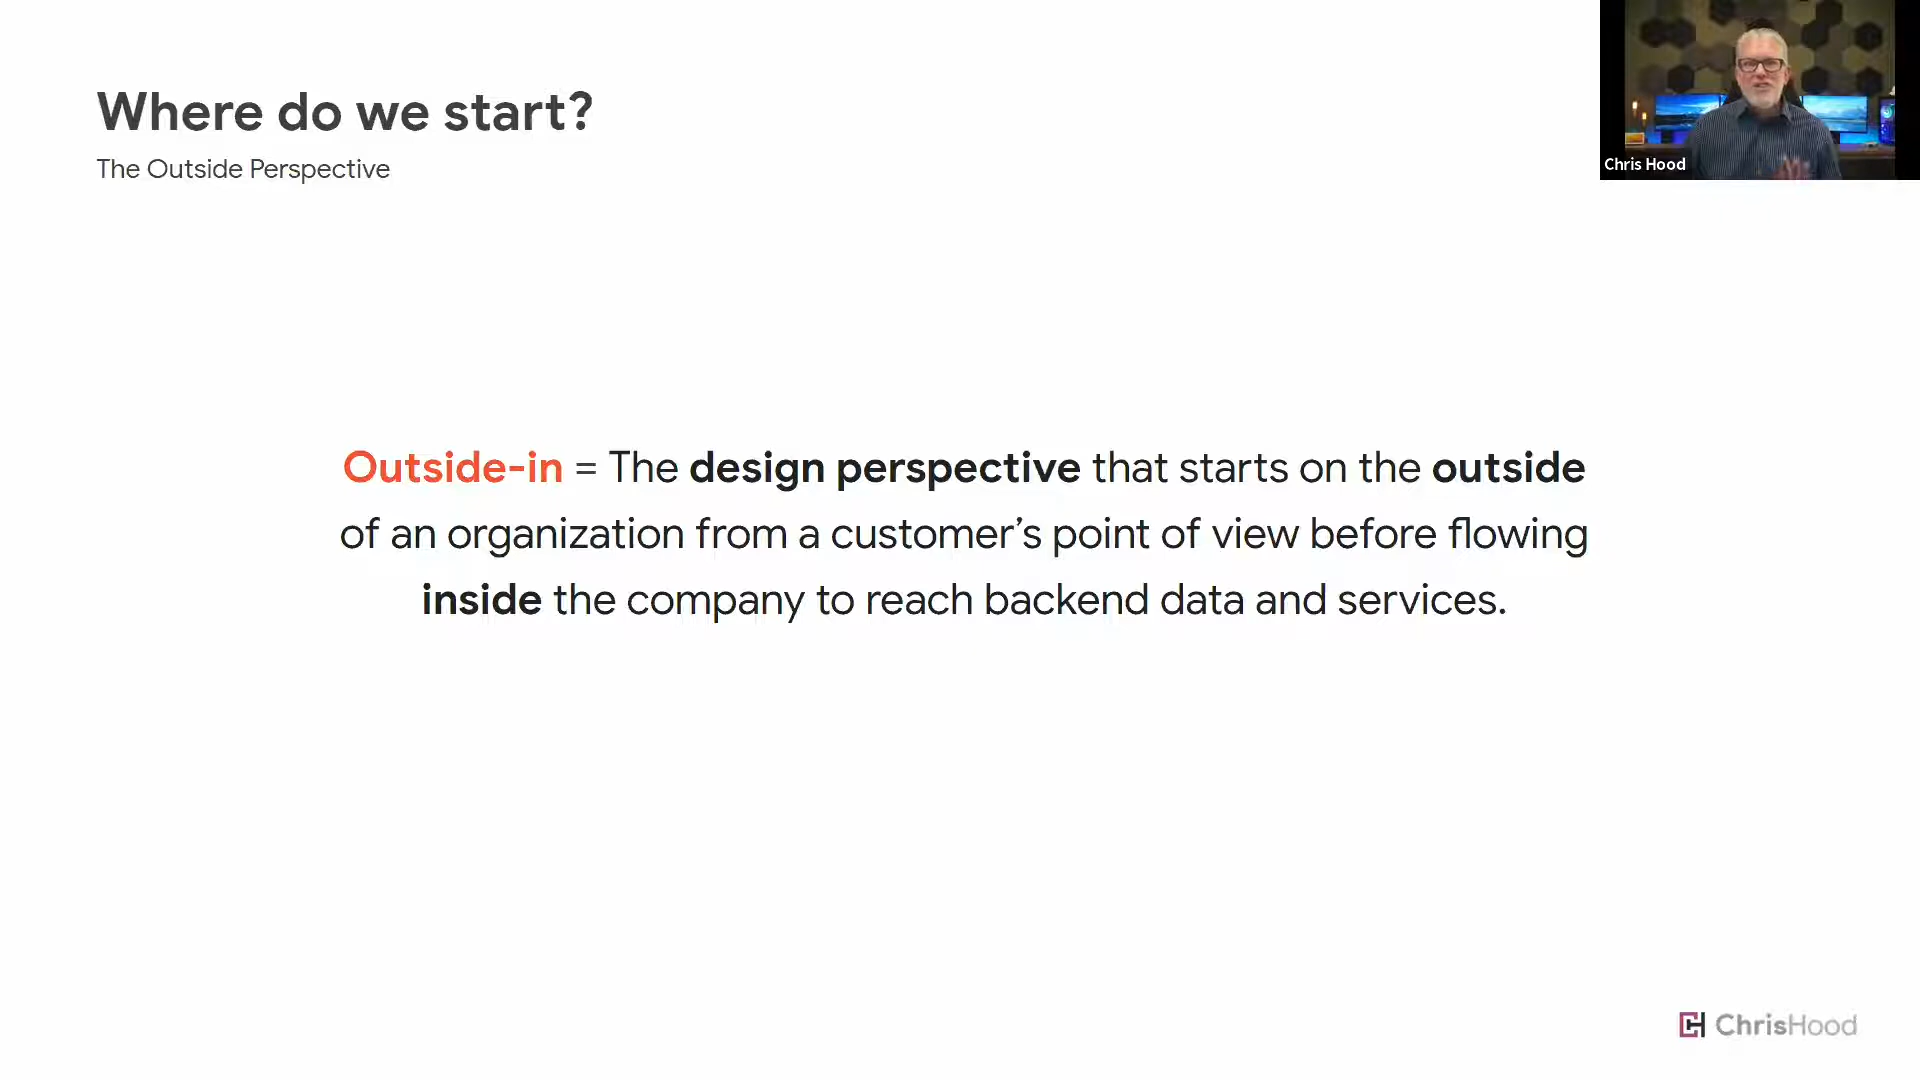 Where do we start?
The Outside Perspective
Chris Hood
Outside-in = The design perspective that starts on the outside
of an organization from a customer’s point of view before flowing
inside the company to reach backend data and services.
ChrisHood